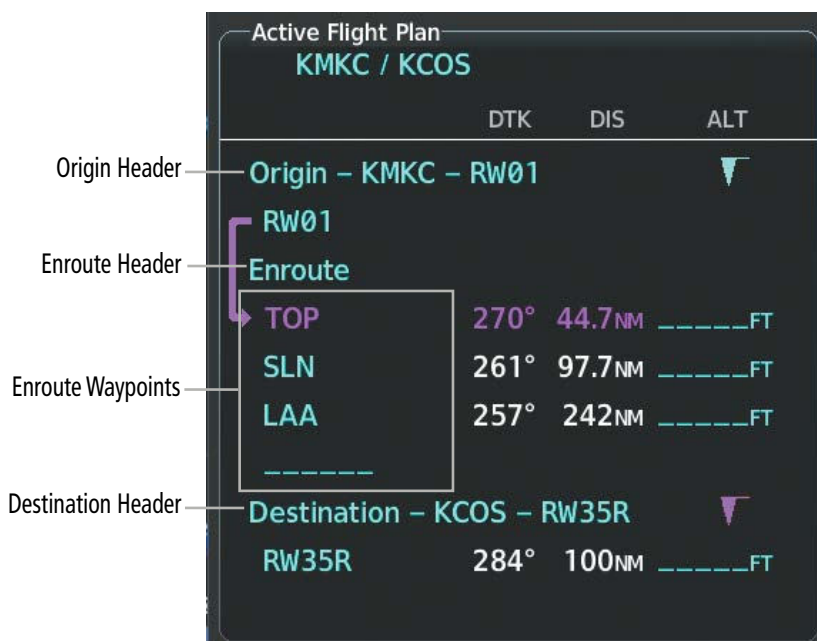 Active Flight Plan
KMKC / KCOS
DTK DIS ALT
Origin Header
Origin – KMKC – RW01
RW01
Enroute Header
Enroute
TOP 270° 44.7NM _____FT
Enroute Waypoints
SLN 261° 97.7NM _____FT
LAA 257° 242NM _____FT
______
Destination Header
Destination – KCOS – RW35R
RW35R 284° 100NM _____FT